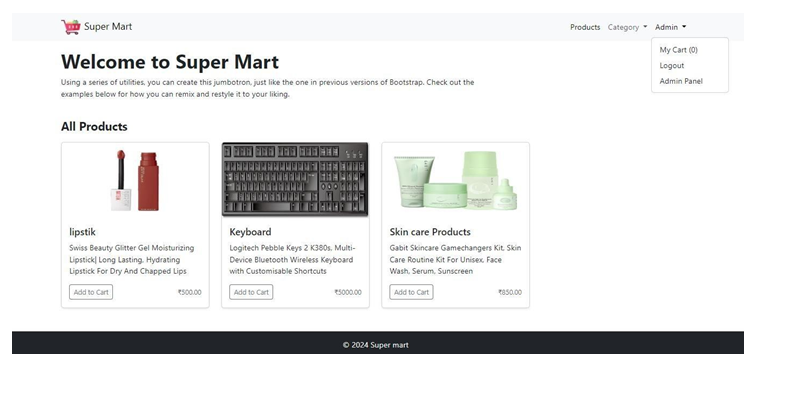 Super Mart
Products Category Admin
My Cart (0)
Logout
Admin Panel
Welcome to Super Mart
Using a series of utilities, you can create this jumbotron, just like the one in previous versions of Bootstrap. Check out the
examples below for how you can remix and restyle it to your liking.
All Products
lipstik
Swiss Beauty Glitter Gel Moisturizing
Lipstick| Long Lasting, Hydrating
Lipstick For Dry And Chapped Lips
Add to Cart ₹500.00
Keyboard
Logitech Pebble Keys 2 K380s, Multi-
Device Bluetooth Wireless Keyboard
with Customisable Shortcuts
Add to Cart ₹5000.00
Skin care Products
Gabit Skincare Gamechangers Kit, Skin
Care Routine Kit For Unisex, Face
Wash, Serum, Sunscreen
Add to Cart ₹850.00
© 2024 Super mart